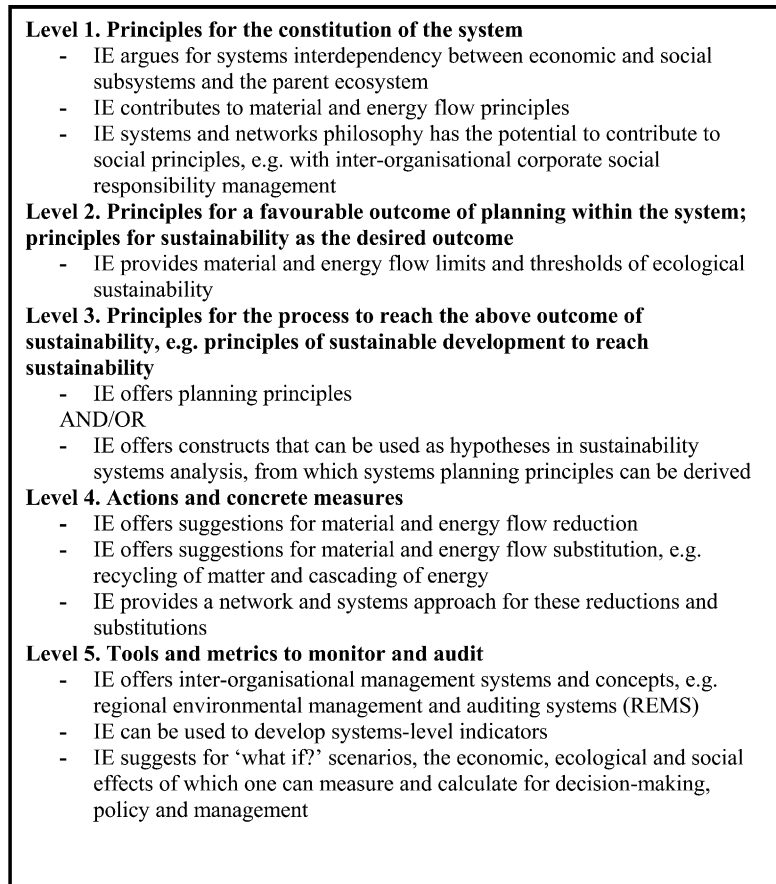 Level 1. Principles for the constitution of the system
- IE argues for systems interdependency between economic and social
subsystems and the parent ecosystem
- IE contributes to material and energy flow principles
- IE systems and networks philosophy has the potential to contribute to
social principles, e.g. with inter-organisational corporate social
responsibility management
Level 2. Principles for a favourable outcome of planning within the system;
principles for sustainability as the desired outcome
- IE provides material and energy flow limits and thresholds of ecological
sustainability
Level 3. Principles for the process to reach the above outcome of
sustainability, e.g. principles of sustainable development to reach
sustainability
- IE offers planning principles
AND/OR
- IE offers constructs that can be used as hypotheses in sustainability
systems analysis, from which systems planning principles can be derived
Level 4. Actions and concrete measures
- IE offers suggestions for material and energy flow reduction
- IE offers suggestions for material and energy flow substitution, e.g.
recycling of matter and cascading of energy
- IE provides a network and systems approach for these reductions and
substitutions
Level 5. Tools and metrics to monitor and audit
- IE offers inter-organisational management systems and concepts, e.g.
regional environmental management and auditing systems (REMS)
- IE can be used to develop systems-level indicators
- IE suggests for ‘what if?’ scenarios, the economic, ecological and social
effects of which one can measure and calculate for decision-making,
policy and management